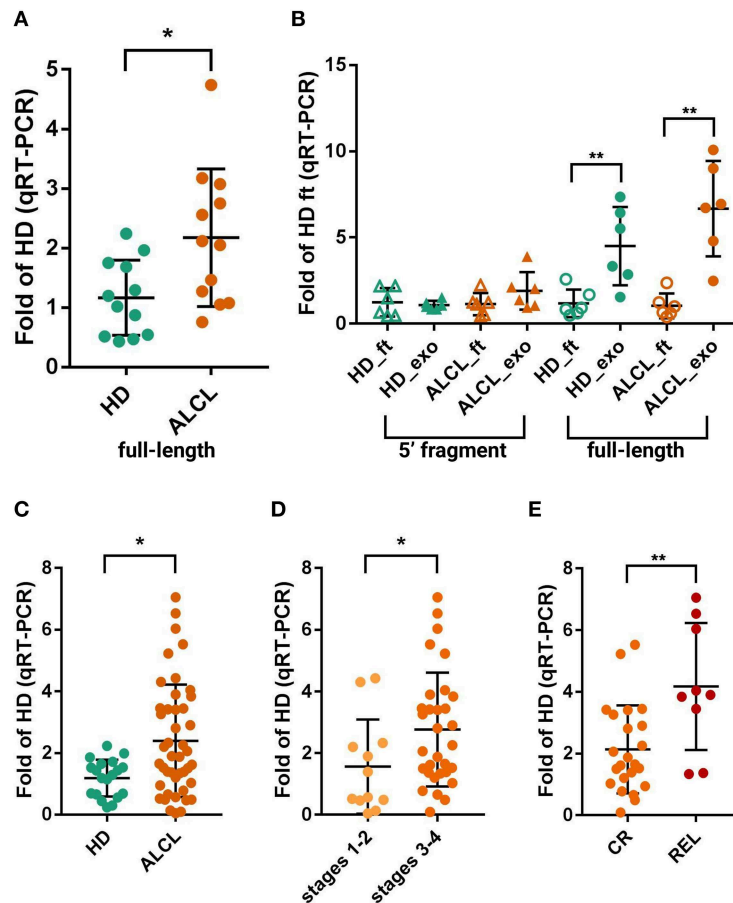 A
*
Fold of HD (qRT-PCR)
5
4
3
2
1
0
HD
ALCL
full-length
B
Fold of HD ft (qRT-PCR)
15
10
5
0
**
**
HD_ft
HD_exo
ALCL_ft
ALCL_exo
HD_ft
HD_exo
ALCL_ft
ALCL_exo
5′ fragment
full-length
C
*
Fold of HD (qRT-PCR)
8
6
4
2
0
HD
ALCL
D
*
Fold of HD (qRT-PCR)
8
6
4
2
0
stages 1-2
stages 3-4
E
**
Fold of HD (qRT-PCR)
8
6
4
2
0
CR
REL